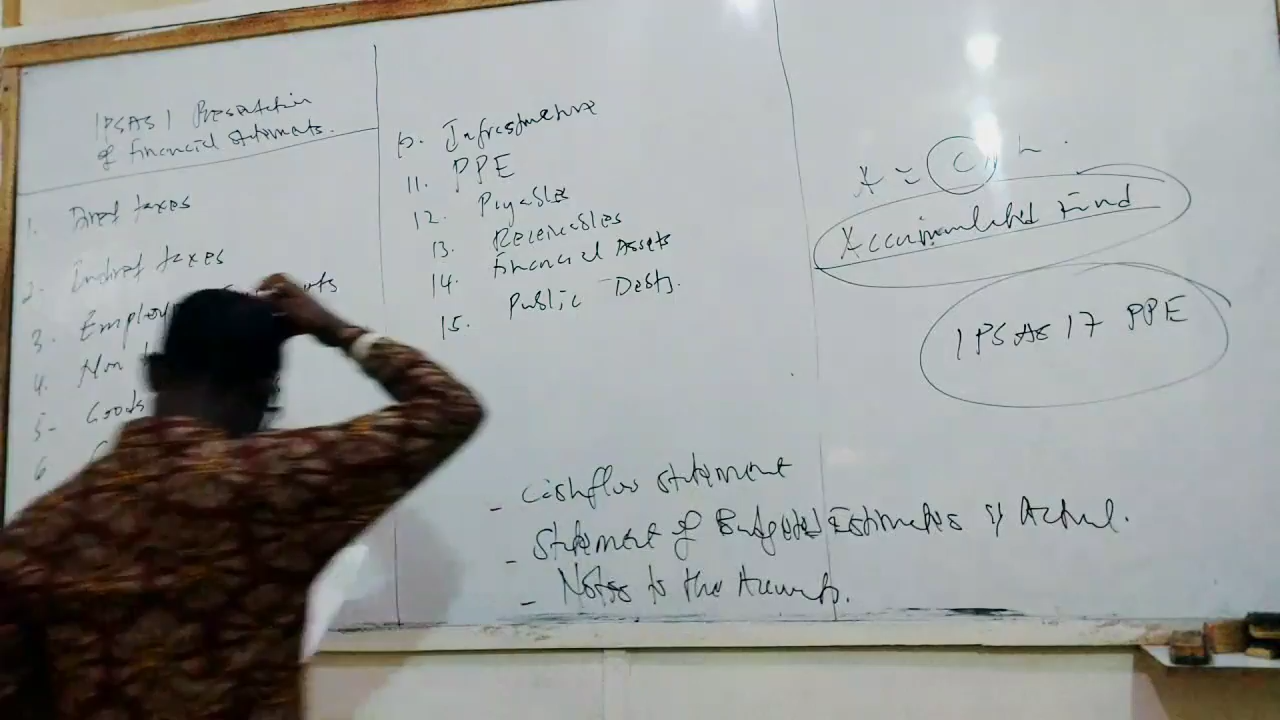 IPSAS 1 Presentation
of financial statements.
1. Direct taxes
2. Indirect taxes
3.
4. Non
5- Goods
6
10. Infrastructure
11. PPE
12. Payables
13. Receivables
14. Financial Assets
15. Public Debts.
A = C + L.
Accumulated Fund
IPSAS 17 PPE
- Cashflow statement
- Statement of Budgeted Estimates & Actual.
- Notes to the Accounts.